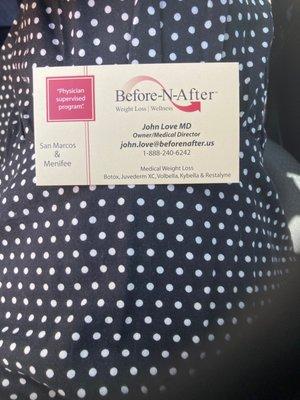 "Physician
supervised
program"
San Marcos
&
Menifee
Before-N-After™
Weight Loss | Wellness
John Love MD
Owner/Medical Director
john.love@beforenafter.us
1-888-240-6242
Medical Weight Loss
Botox, Juvederm XC, Volbella, Kybella & Restalyne